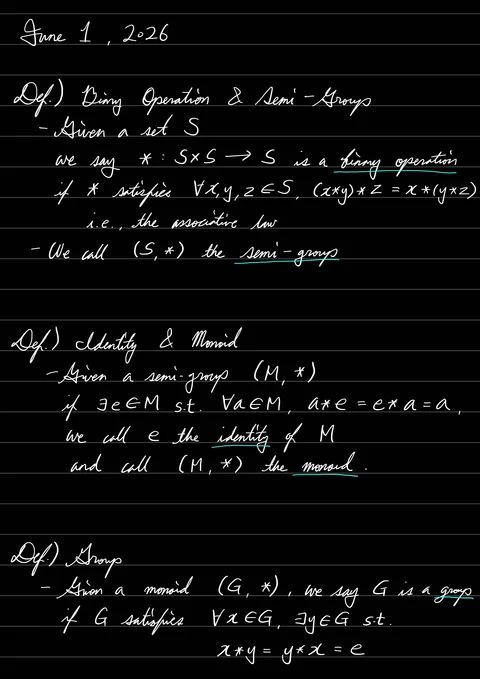 June 1, 2026
Def.) Binary Operation & Semi-Group
- Given a set S
we say * : S×S → S is a binary operation
if * satisfies ∀x,y,z ∈ S, (x*y)*z = x*(y*z)
i.e., the associative law
- We call (S, *) the semi-group
Def.) Identity & Monoid
- Given a semi-group (M, *)
if ∃e∈M s.t. ∀a∈M, a*e = e*a = a,
we call e the identity of M
and call (M, *) the monoid.
Def.) Group
- Given a monoid (G, *), we say G is a group
if G satisfies ∀x∈G, ∃y∈G s.t.
x*y = y*x = e